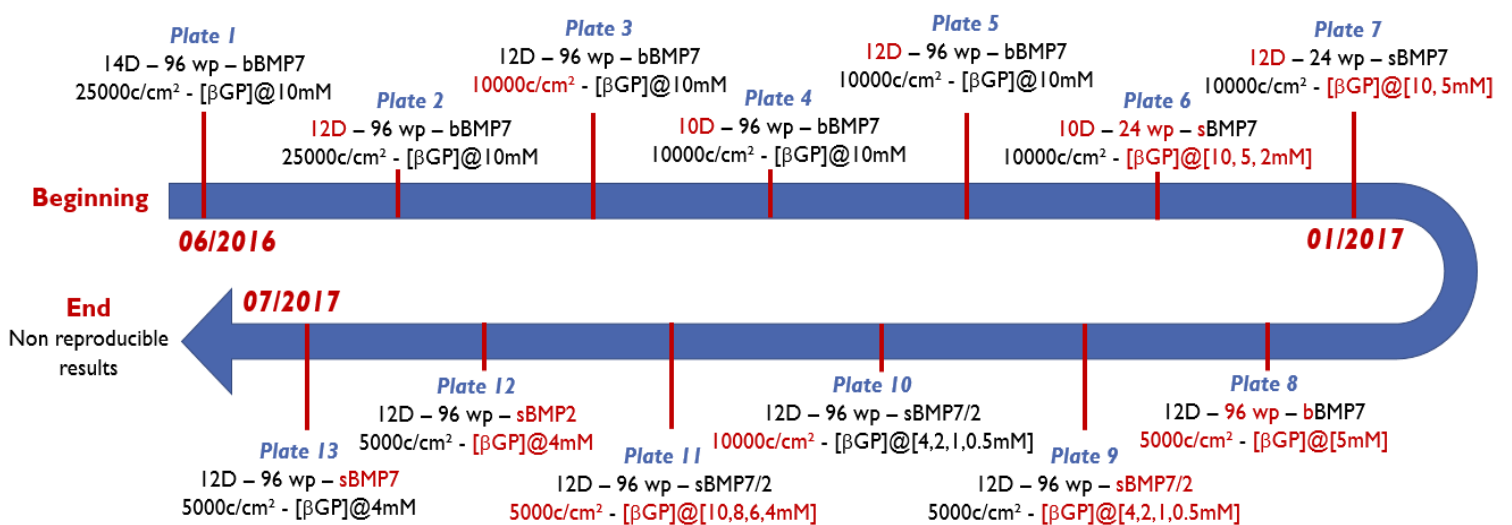 Plate 1
14D – 96 wp – bBMP7
25000c/cm² - [βGP]@10mM
Plate 2
12D – 96 wp – bBMP7
25000c/cm² - [βGP]@10mM
Plate 3
12D – 96 wp – bBMP7
10000c/cm² - [βGP]@10mM
Plate 4
10D – 96 wp – bBMP7
10000c/cm² - [βGP]@10mM
Plate 5
12D – 96 wp – bBMP7
10000c/cm² - [βGP]@10mM
Plate 6
10D – 24 wp – sBMP7
10000c/cm² - [βGP]@[10, 5, 2mM]
Plate 7
12D – 24 wp – sBMP7
10000c/cm² - [βGP]@[10, 5mM]
Beginning
06/2016
01/2017
Plate 8
12D – 96 wp – bBMP7
5000c/cm² - [βGP]@[5mM]
Plate 9
12D – 96 wp – sBMP7/2
5000c/cm² - [βGP]@[4,2,1,0.5mM]
Plate 10
12D – 96 wp – sBMP7/2
10000c/cm² - [βGP]@[4,2,1,0.5mM]
Plate 11
12D – 96 wp – sBMP7/2
5000c/cm² - [βGP]@[10,8,6,4mM]
Plate 12
12D – 96 wp – sBMP2
5000c/cm² - [βGP]@4mM
Plate 13
12D – 96 wp – sBMP7
5000c/cm² - [βGP]@4mM
07/2017
End
Non reproducible
results